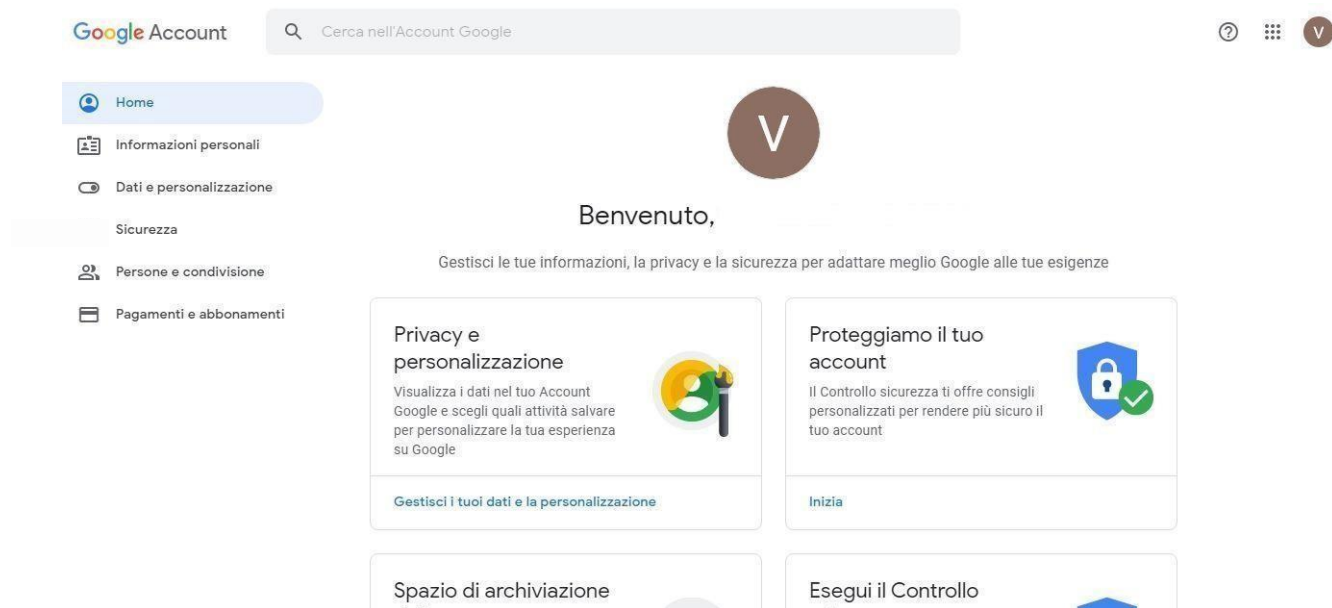 Google Account
Cerca nell'Account Google
V
Home
Informazioni personali
Dati e personalizzazione
Sicurezza
Persone e condivisione
Pagamenti e abbonamenti
V
Benvenuto,
Gestisci le tue informazioni, la privacy e la sicurezza per adattare meglio Google alle tue esigenze
Privacy e
personalizzazione
Visualizza i dati nel tuo Account
Google e scegli quali attività salvare
per personalizzare la tua esperienza
su Google
Gestisci i tuoi dati e la personalizzazione
Proteggiamo il tuo
account
Il Controllo sicurezza ti offre consigli
personalizzati per rendere più sicuro il
tuo account
Inizia
Spazio di archiviazione
Esegui il Controllo